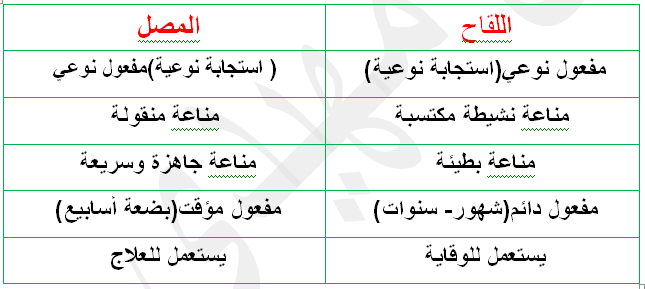 اللقاح	المصل
مفعول نوعي(استجابة نوعية)	( استجابة نوعية)مفعول نوعي
مناعة نشيطة مكتسبة	مناعة منقولة
مناعة بطيئة	مناعة جاهزة وسريعة
مفعول دائم(شهور- سنوات)	مفعول مؤقت(بضعة أسابيع)
يستعمل للوقاية	يستعمل للعلاج